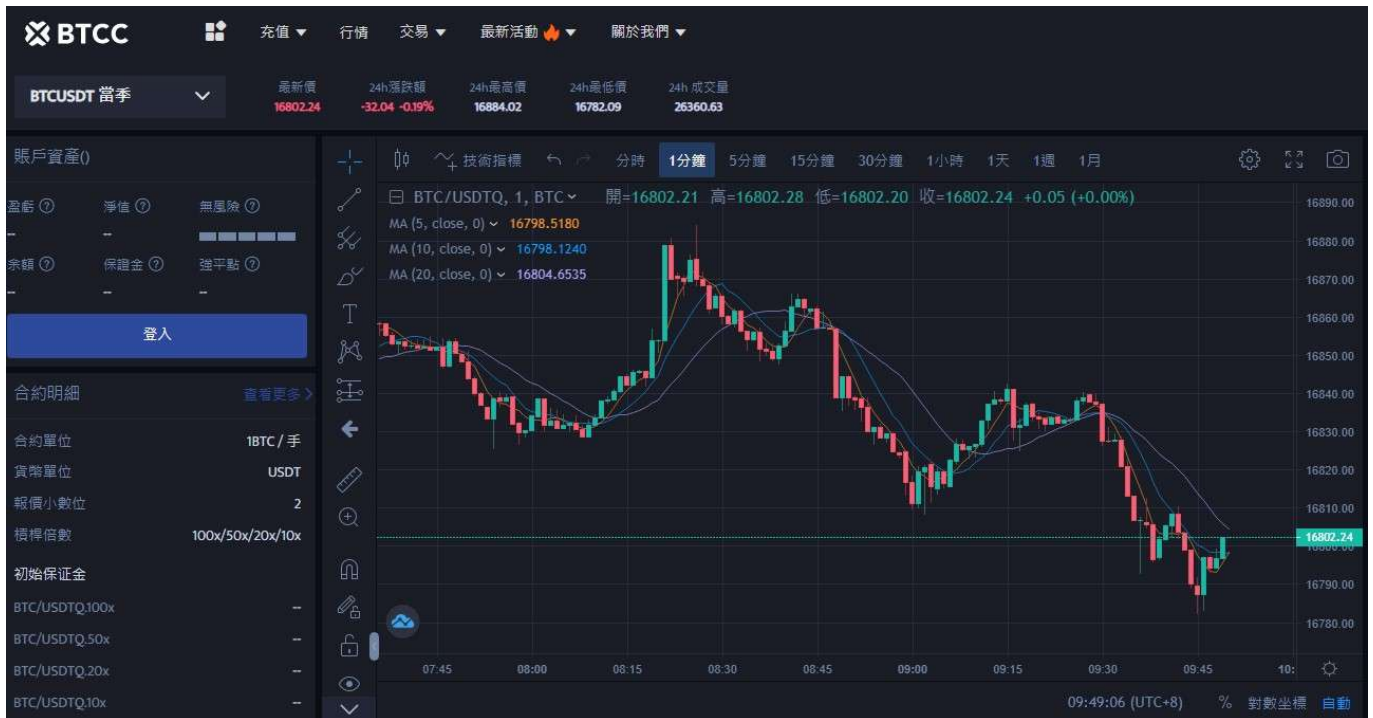 BTCC 充值 行情 交易 最新活動 關於我們
BTCUSDT 當季
最新價 24h漲跌額 24h最高價 24h最低價 24h 成交量
16802.24 -32.04 -0.19% 16884.02 16782.09 26360.63
賬戶資產()
盈虧 淨值 無風險
-- --
余額 保證金 強平點
-- -- --
登入
合約明細 查看更多
合約單位 1BTC / 手
貨幣單位 USDT
報價小數位 2
槓桿倍數 100x/50x/20x/10x
初始保证金
BTC/USDTQ.100x --
BTC/USDTQ.50x --
BTC/USDTQ.20x --
BTC/USDTQ.10x --
技術指標 分時 1分鐘 5分鐘 15分鐘 30分鐘 1小時 1天 1週 1月
BTC/USDTQ, 1, BTC 開=16802.21 高=16802.28 低=16802.20 收=16802.24 +0.05 (+0.00%)
MA (5, close, 0) 16798.5180
MA (10, close, 0) 16798.1240
MA (20, close, 0) 16804.6535
16890.00
16880.00
16870.00
16860.00
16850.00
16840.00
16830.00
16820.00
16810.00
16802.24
16800.00
16790.00
16780.00
07:45 08:00 08:15 08:30 08:45 09:00 09:15 09:30 09:45 10:
09:49:06 (UTC+8) % 對數坐標 自動